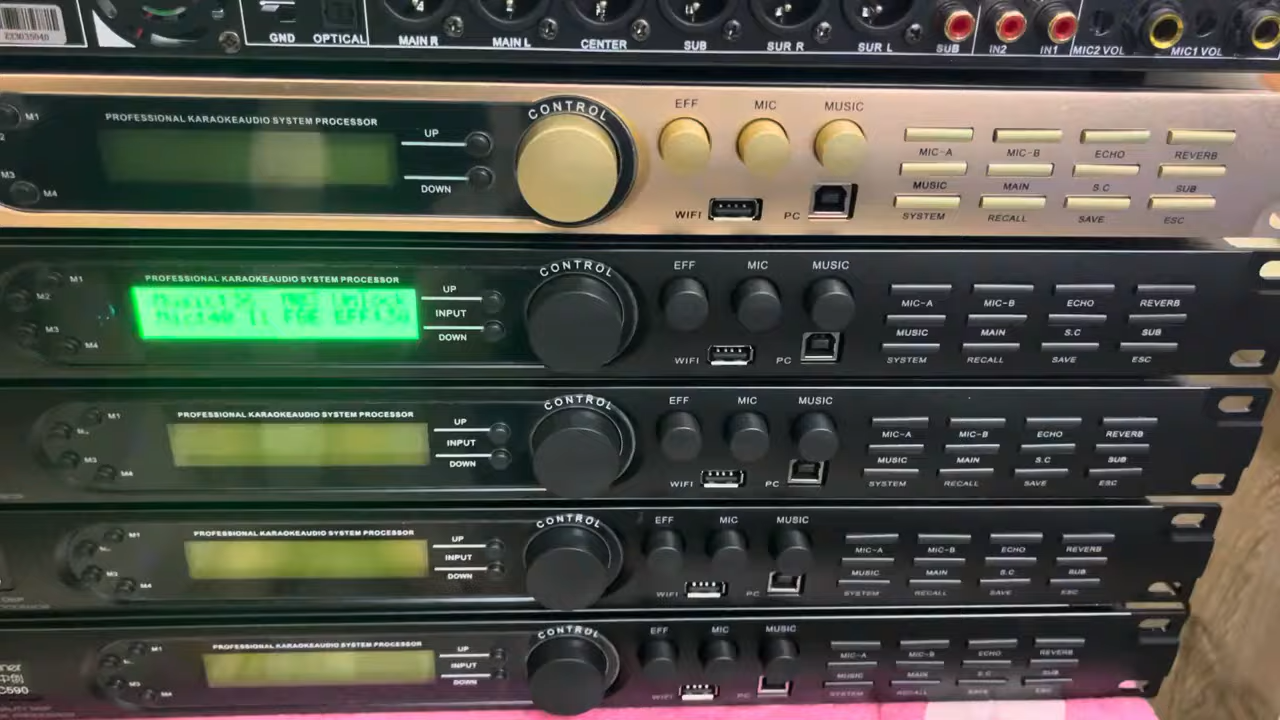 GND OPTICAL MAIN R MAIN L CENTER SUB SUR R SUR L SUB IN2 IN1 MIC2 VOL MIC1 VOL
PROFESSIONAL KARAOKEAUDIO SYSTEM PROCESSOR
M1
M3
M4
UP
DOWN
CONTROL
EFF MIC MUSIC
WIFI PC
MIC-A MIC-B ECHO REVERB
MUSIC MAIN S.C SUB
SYSTEM RECALL SAVE ESC
PROFESSIONAL KARAOKEAUDIO SYSTEM PROCESSOR
M1
M2
M3
M4
UP
INPUT
DOWN
CONTROL
EFF MIC MUSIC
WIFI PC
MIC-A MIC-B ECHO REVERB
MUSIC MAIN S.C SUB
SYSTEM RECALL SAVE ESC
PROFESSIONAL KARAOKEAUDIO SYSTEM PROCESSOR
M1
M3
M4
UP
INPUT
DOWN
CONTROL
EFF MIC MUSIC
WIFI PC
MIC-A MIC-B ECHO REVERB
MUSIC MAIN S.C SUB
SYSTEM RECALL SAVE ESC
PROFESSIONAL KARAOKEAUDIO SYSTEM PROCESSOR
M1
M3
M4
UP
INPUT
DOWN
CONTROL
EFF MIC MUSIC
WIFI PC
MIC-A MIC-B ECHO REVERB
MUSIC MAIN S.C SUB
SYSTEM RECALL SAVE ESC
PROFESSIONAL KARAOKEAUDIO SYSTEM PROCESSOR
M1
M3
M4
UP
INPUT
DOWN
CONTROL
EFF MIC MUSIC
WIFI PC
MIC-A MIC-B ECHO REVERB
MUSIC MAIN S.C SUB
SYSTEM RECALL SAVE ESC